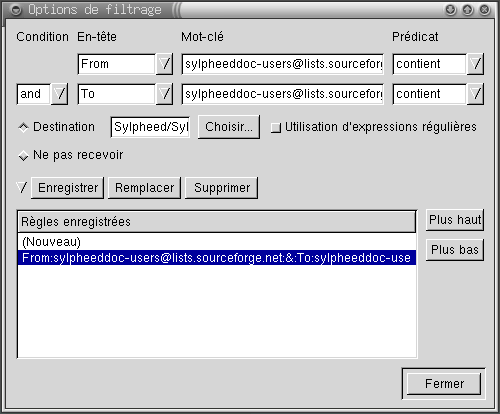 Options de filtrage
Condition En-tête Mot-clé Prédicat
From sylpheeddoc-users@lists.sourceforg contient
and To sylpheeddoc-users@lists.sourceforg contient
Destination Sylpheed/Syl Choisir... Utilisation d'expressions régulières
Ne pas recevoir
Enregistrer Remplacer Supprimer
Règles enregistrées Plus haut
(Nouveau)
From:sylpheeddoc-users@lists.sourceforge.net:&:To:sylpheeddoc-use Plus bas
Fermer